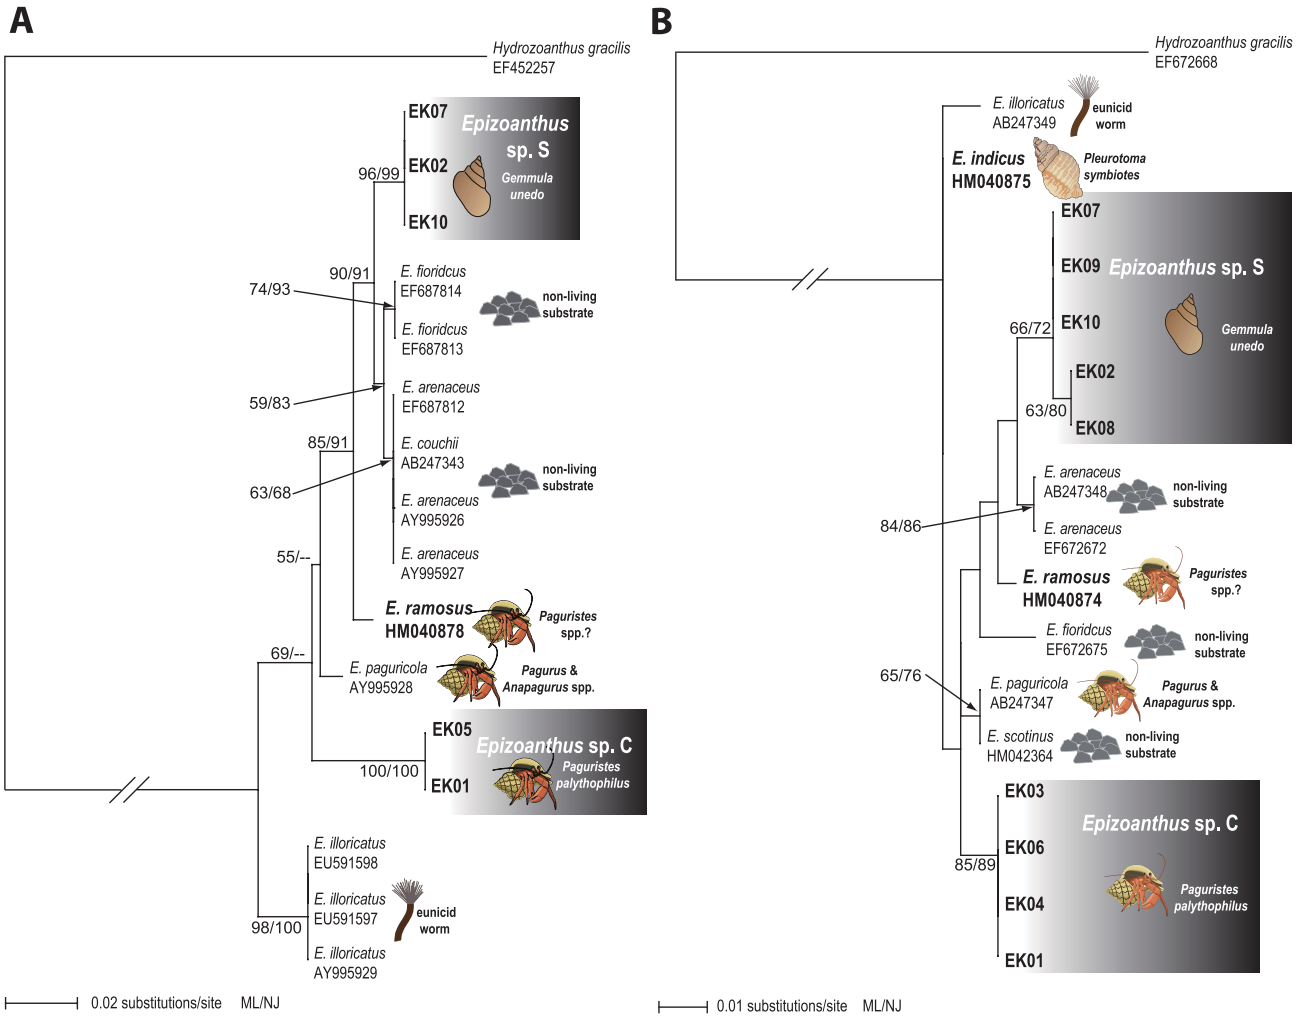 A
Hydrozoanthus gracilis
EF452257
EK07
Epizoanthus
sp. S
EK02
96/99
Gemmula
unedo
EK10
90/91
E. fioridcus
EF687814
74/93
non-living
substrate
E. fioridcus
EF687813
E. arenaceus
EF687812
59/83
85/91
E. couchii
AB247343
non-living
substrate
63/68
E. arenaceus
AY995926
55/--
E. arenaceus
AY995927
E. ramosus
HM040878
Paguristes
spp.?
69/--
E. paguricola
AY995928
Pagurus &
Anapagurus spp.
EK05
Epizoanthus sp. C
100/100
EK01
Paguristes
palythophilus
E. illoricatus
EU591598
E. illoricatus
EU591597
eunicid
worm
98/100
E. illoricatus
AY995929
0.02 substitutions/site ML/NJ
B
Hydrozoanthus gracilis
EF672668
E. illoricatus
AB247349
eunicid
worm
E. indicus
HM040875
Pleurotoma
symbiotes
EK07
EK09
Epizoanthus sp. S
EK10
66/72
Gemmula
unedo
EK02
63/80
EK08
E. arenaceus
AB247348
non-living
substrate
84/86
E. arenaceus
EF672672
E. ramosus
HM040874
Paguristes
spp.?
E. fioridcus
EF672675
non-living
substrate
65/76
E. paguricola
AB247347
Pagurus &
Anapagurus spp.
E. scotinus
HM042364
non-living
substrate
EK03
Epizoanthus sp. C
EK06
85/89
EK04
Paguristes
palythophilus
EK01
0.01 substitutions/site ML/NJ